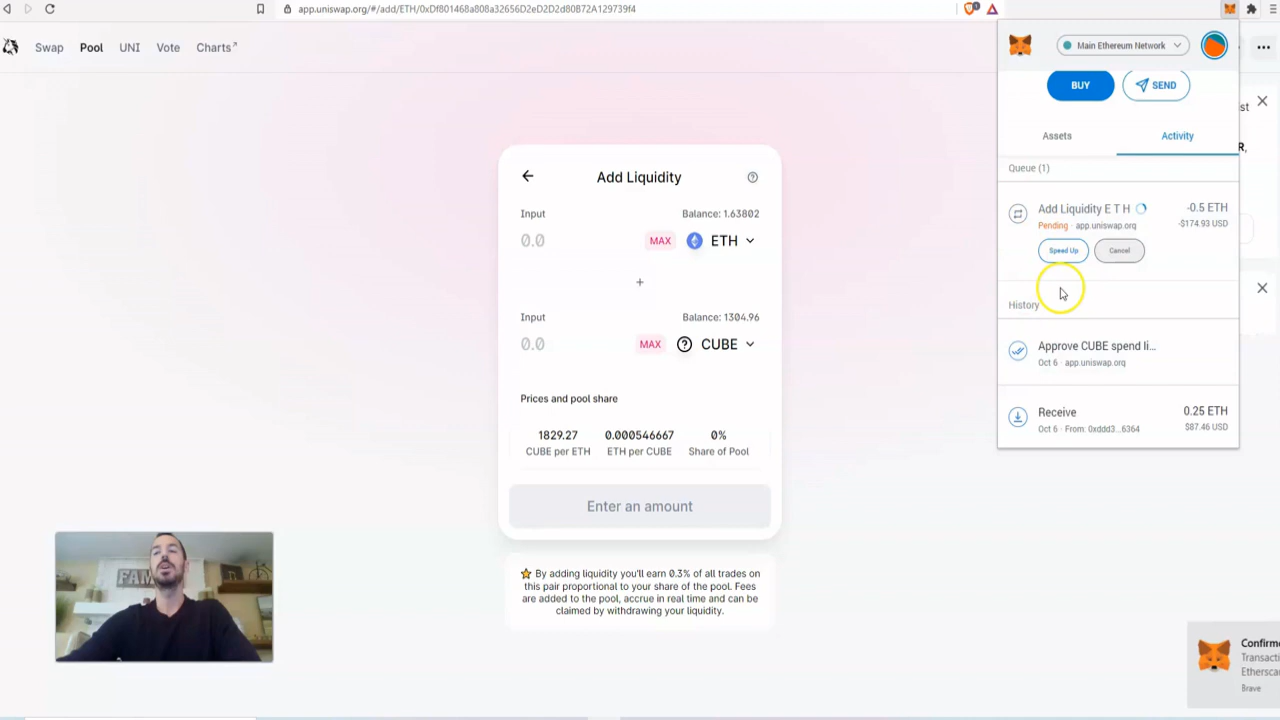 app.uniswap.org/#/add/ETH/0xDf801468a808a32656D2eD2D2d80B72A129739f4
Swap
Pool
UNI
Vote
Charts↗
Main Ethereum Network
BUY
SEND
st
R,
Assets
Activity
Queue (1)
Add Liquidity E T H
-0.5 ETH
Pending · app.uniswap.org
-$174.93 USD
Speed Up
Cancel
History
Approve CUBE spend li...
Oct 6 · app.uniswap.org
Receive
0.25 ETH
Oct 6 · From: 0xddd3...6364
$87.46 USD
Add Liquidity
Input
Balance: 1.63802
0.0
MAX
ETH
+
Input
Balance: 1304.96
0.0
MAX
CUBE
Prices and pool share
1829.27
0.000546667
0%
CUBE per ETH
ETH per CUBE
Share of Pool
Enter an amount
⭐ By adding liquidity you'll earn 0.3% of all trades on
this pair proportional to your share of the pool. Fees
are added to the pool, accrue in real time and can be
claimed by withdrawing your liquidity.
FAM
Confirme
Transacti
Etherscan
Brave